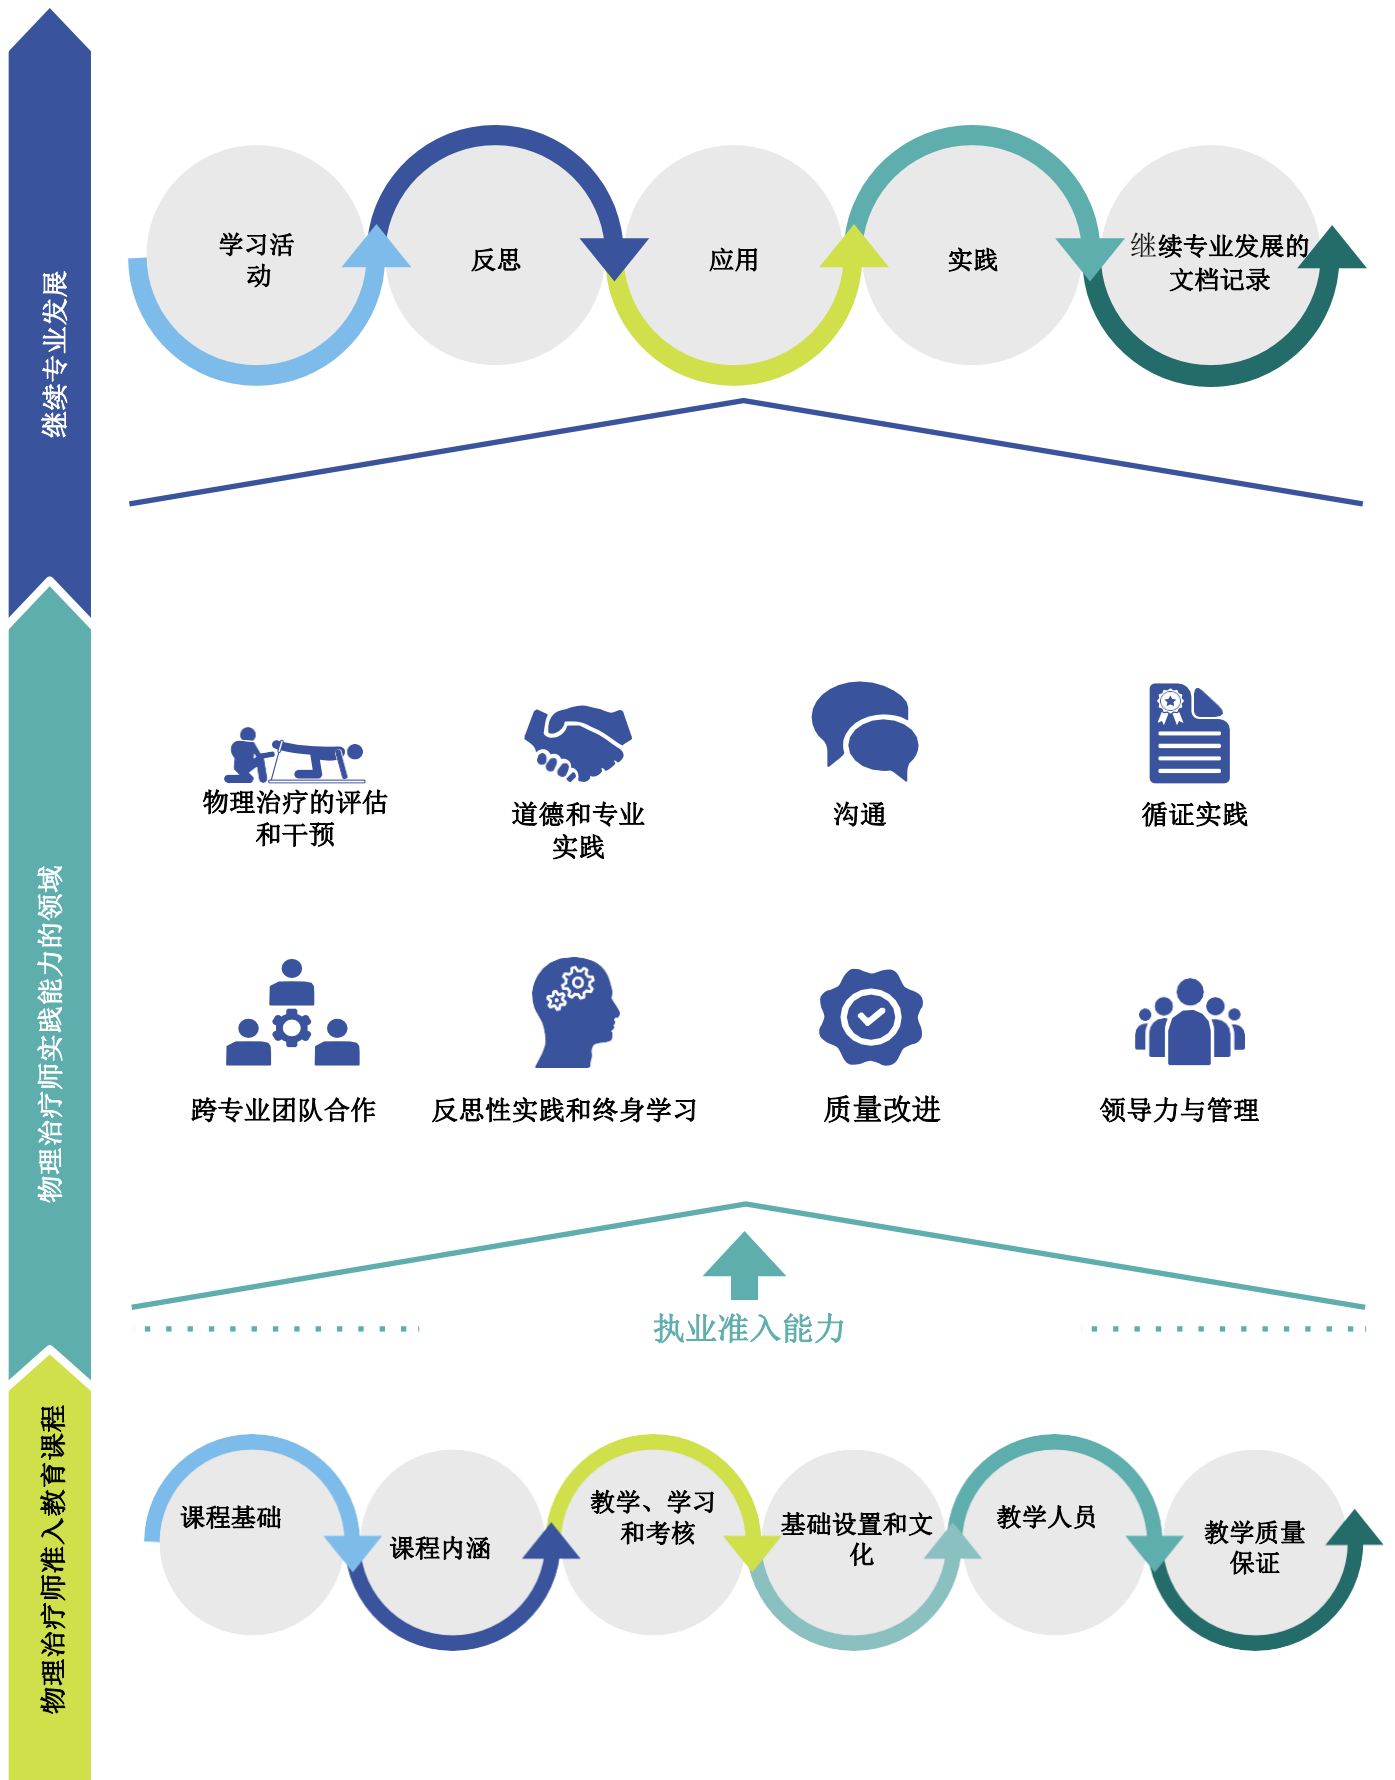 继续专业发展
学习活
动
反思
应用
实践
继续专业发展的
文档记录
物理治疗师实践能力的领域
物理治疗的评估
和干预
道德和专业
实践
沟通
循证实践
跨专业团队合作
反思性实践和终身学习
质量改进
领导力与管理
执业准入能力
物理治疗师准入教育课程
课程基础
课程内涵
教学、学习
和考核
基础设置和文
化
教学人员
教学质量
保证